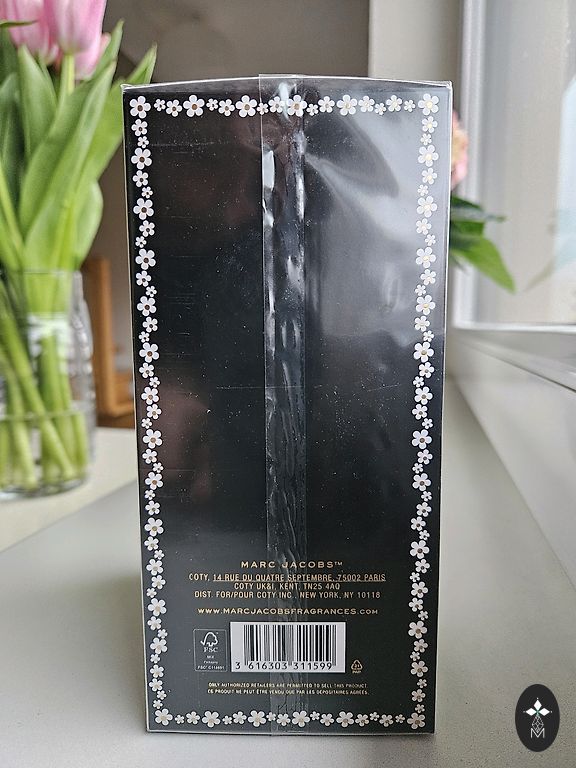 MARC JACOBS™
COTY, 14 RUE DU QUATRE SEPTEMBRE, 75002 PARIS
COTY UK&I, KENT, TN25 4AQ
DIST. FOR/POUR COTY INC., NEW YORK, NY 10118
WWW.MARCJACOBSFRAGRANCES.COM
FSC
MIX
3 616303 311599
PAP
ONLY AUTHORIZED RETAILERS ARE PERMITTED TO SELL THIS PRODUCT.
CE PRODUIT NE PEUT ÊTRE VENDU QUE PAR LES DÉPOSITAIRES AGRÉÉS.
M